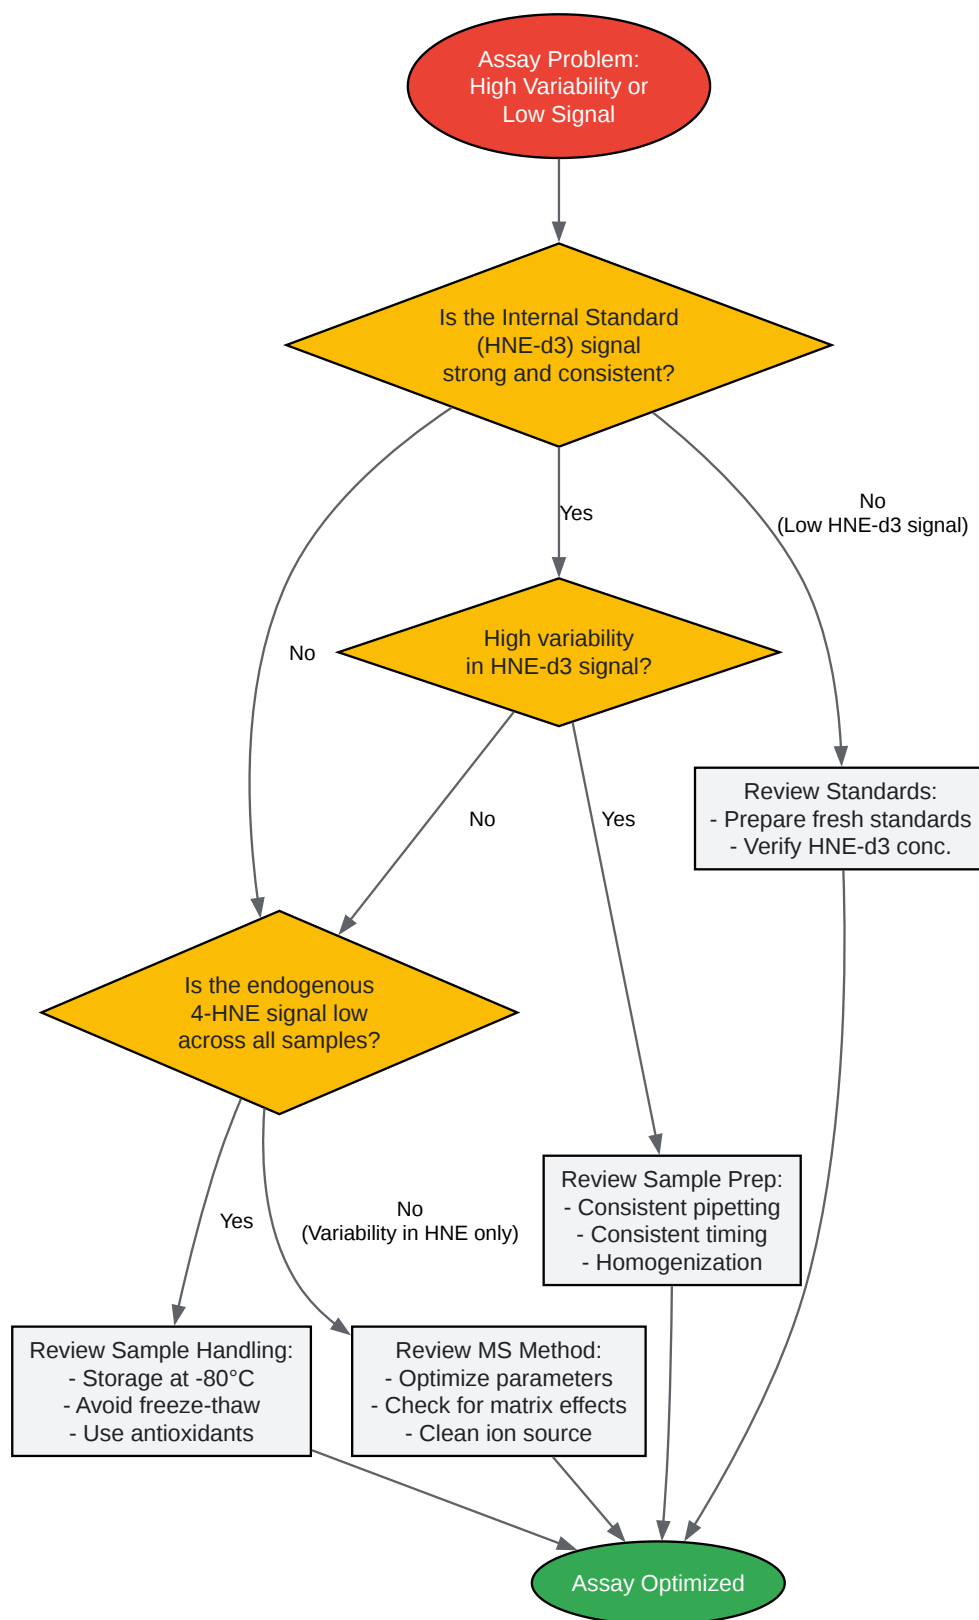 Assay Problem:
High Variability or
Low Signal
Is the Internal Standard
(HNE-d3) signal
strong and consistent?
No
(Low HNE-d3 signal)
Yes
No
High variability
in HNE-d3 signal?
Review Standards:
- Prepare fresh standards
- Verify HNE-d3 conc.
No
Yes
Is the endogenous
4-HNE signal low
across all samples?
Review Sample Prep:
- Consistent pipetting
- Consistent timing
- Homogenization
Yes
No
(Variability in HNE only)
Review Sample Handling:
- Storage at -80°C
- Avoid freeze-thaw
- Use antioxidants
Review MS Method:
- Optimize parameters
- Check for matrix effects
- Clean ion source
Assay Optimized